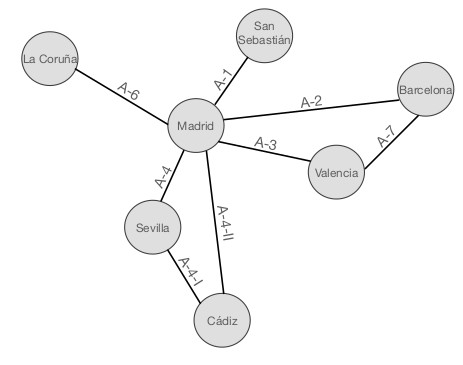 San
Sebastián
La Coruña
A-1
A-6
Barcelona
A-2
Madrid
A-3
A-7
Valencia
A-4
A-4-II
Sevilla
A-4-I
Cádiz